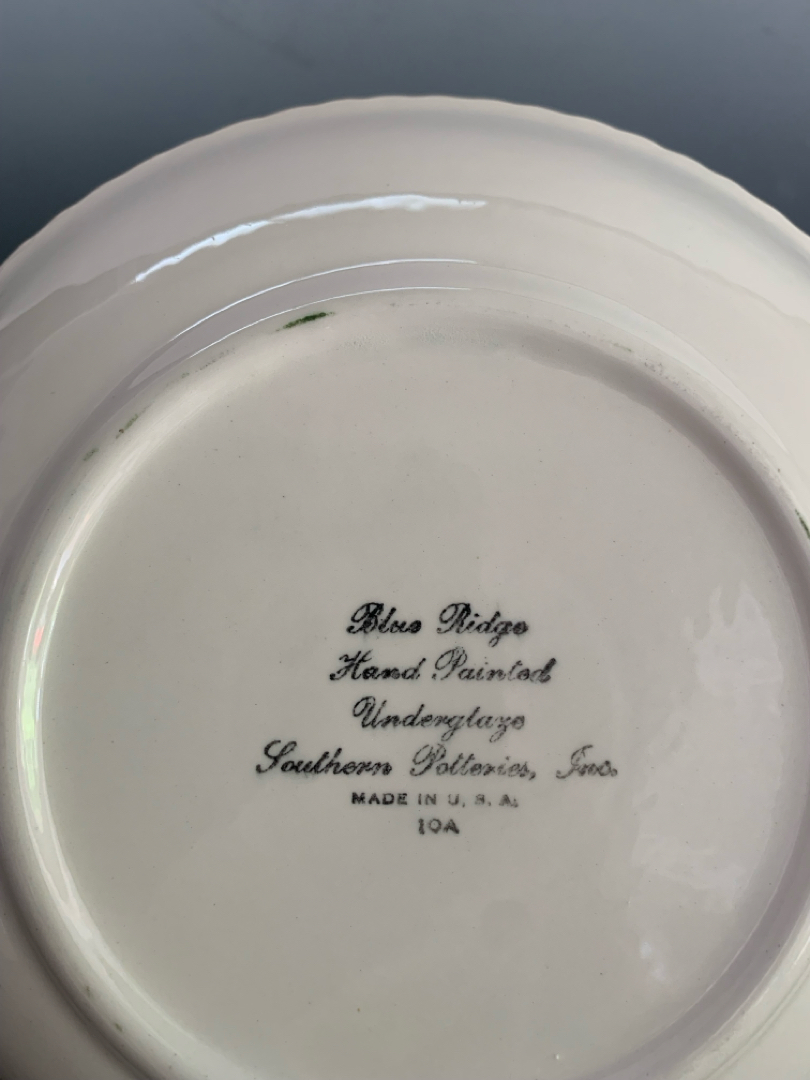 Blue Ridge
Hand Painted
Underglaze
Southern Potteries, Inc.
MADE IN U. S. A.
10A